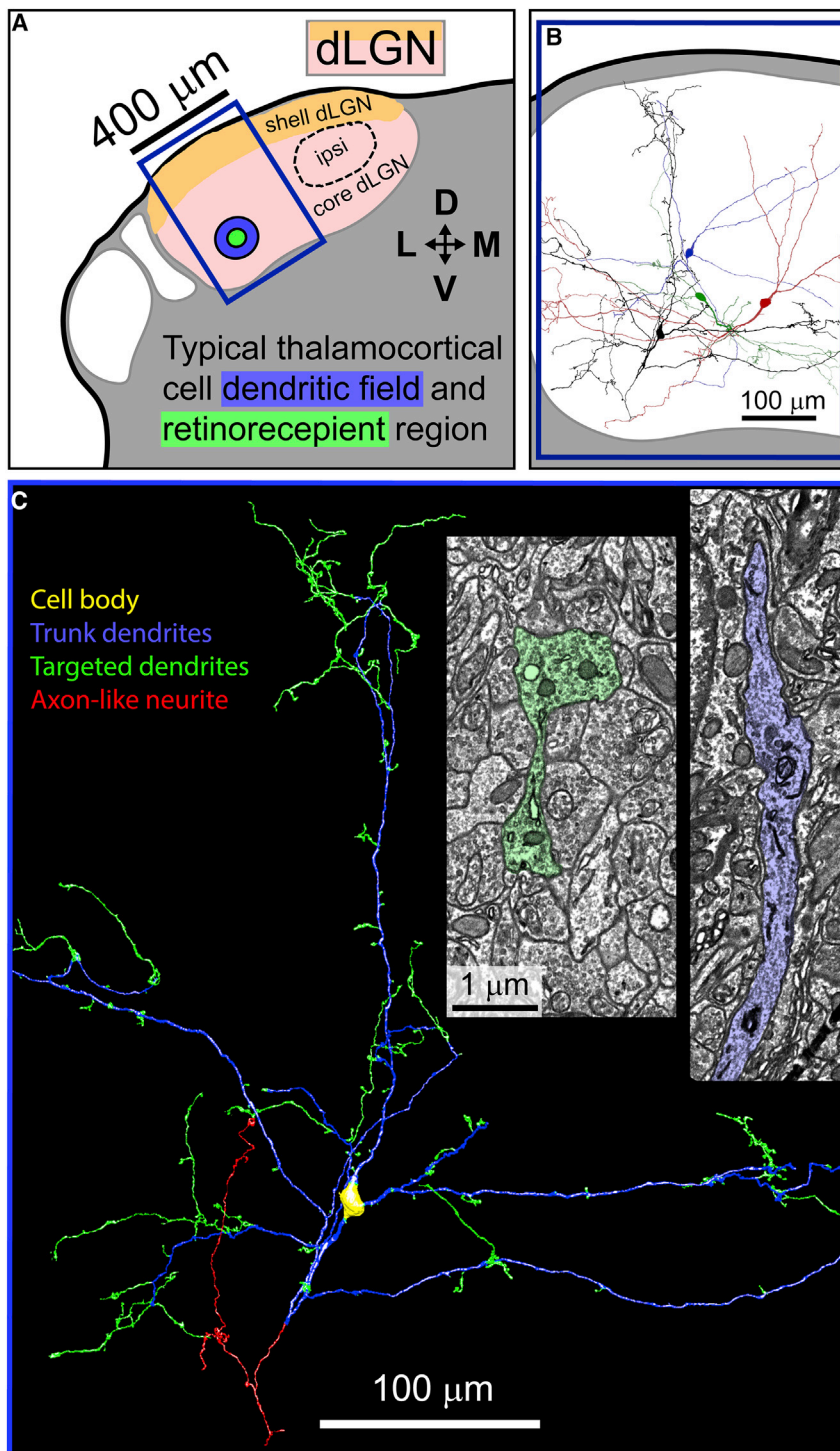 A
dLGN
400 μm
shell dLGN
ipsi
core dLGN
D
L M
V
Typical thalamocortical
cell dendritic field and
retinorecepient region
B
100 μm
C
Cell body
Trunk dendrites
Targeted dendrites
Axon-like neurite
1 μm
100 μm